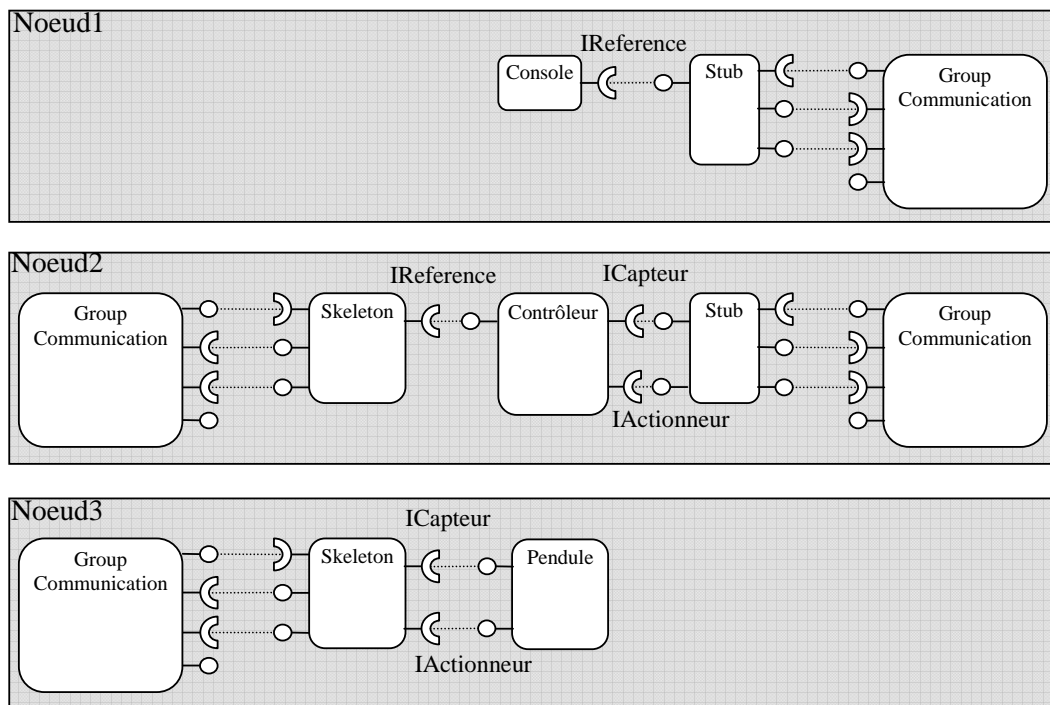 Noeud1
IReference
Console
Stub
Group
Communication
Noeud2
IReference
ICapteur
Group
Communication
Skeleton
Contrôleur
Stub
Group
Communication
IActionneur
Noeud3
ICapteur
Group
Communication
Skeleton
Pendule
IActionneur